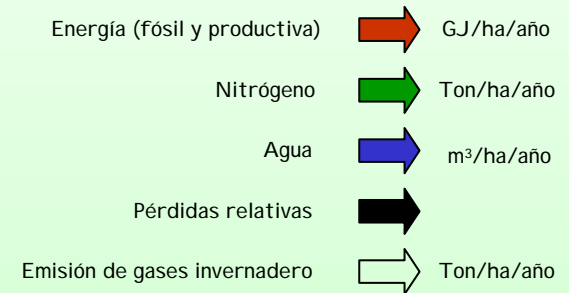 Energía (fósil y productiva) GJ/ha/año
Nitrógeno Ton/ha/año
Agua m³/ha/año
Pérdidas relativas
Emisión de gases invernadero Ton/ha/año